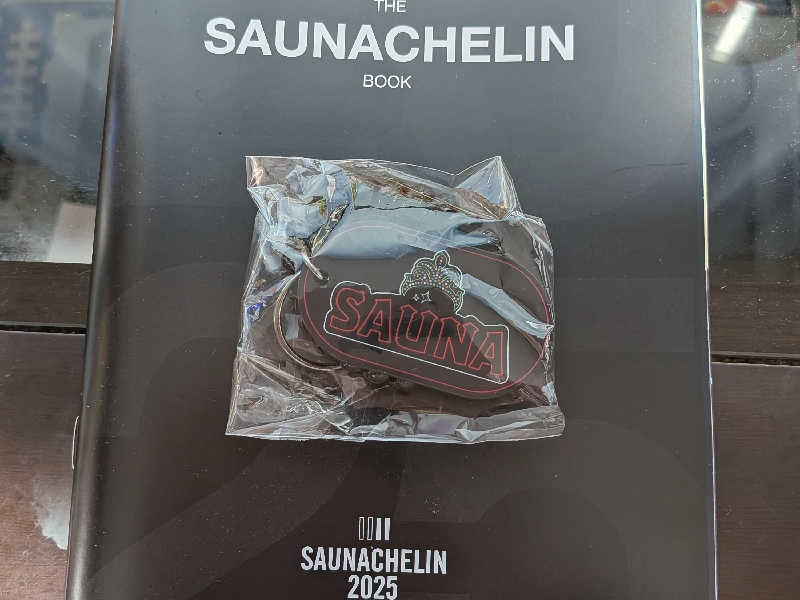 THE
SAUNACHELIN
BOOK
SAUNA
SAUNACHELIN
2025